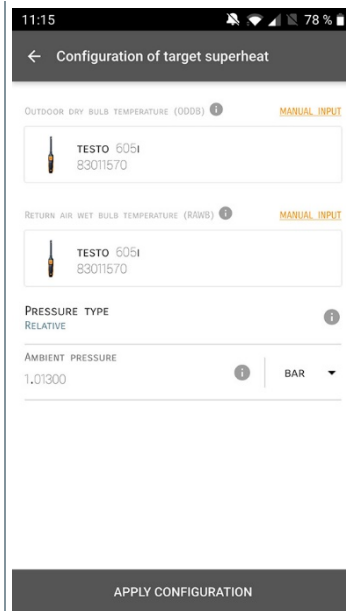 11:15 78 %
Configuration of target superheat
OUTDOOR DRY BULB TEMPERATURE (ODDB) MANUAL INPUT
TESTO 605I
83011570
RETURN AIR WET BULB TEMPERATURE (RAWB) MANUAL INPUT
TESTO 605I
83011570
PRESSURE TYPE
RELATIVE
AMBIENT PRESSURE
1.01300 BAR
APPLY CONFIGURATION